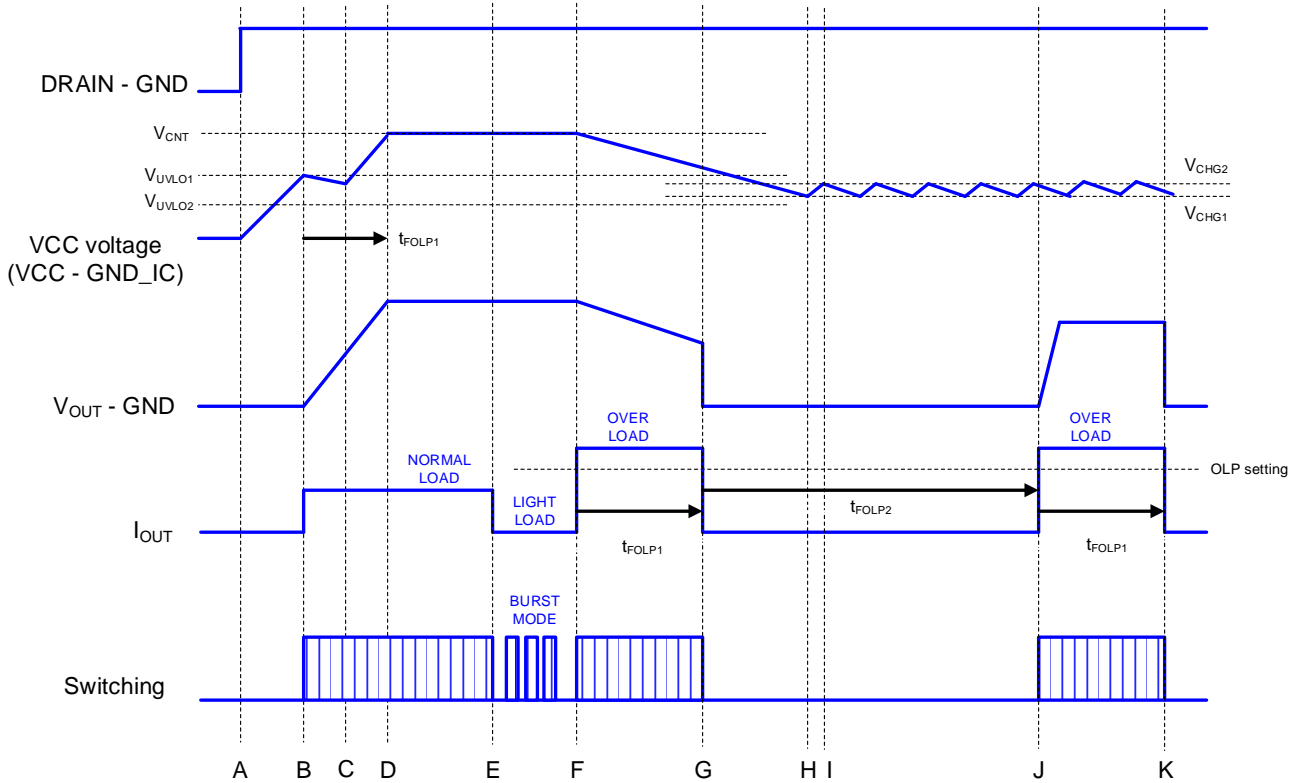 DRAIN - GND
VCNT
VUVLO1
VUVLO2
VCHG2
VCHG1
VCC voltage
(VCC - GND_IC)
tFOLP1
VOUT - GND
OVER
LOAD
OVER
LOAD
NORMAL
LOAD
OLP setting
LIGHT
LOAD
IOUT
tFOLP2
tFOLP1
tFOLP1
BURST
MODE
Switching
A B C D E F G H I J K